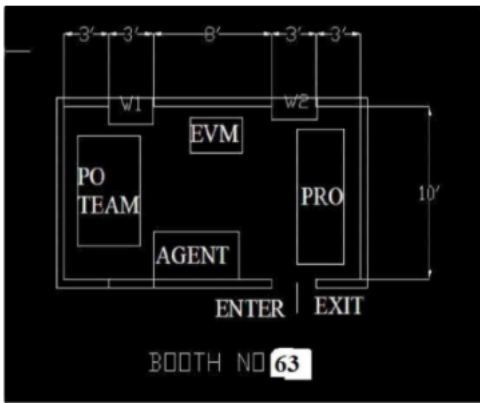 3' 3' 8' 3' 3'
W1 W2
EVM
PO
TEAM
PRO
10'
AGENT
ENTER EXIT
BOOTH NO 63